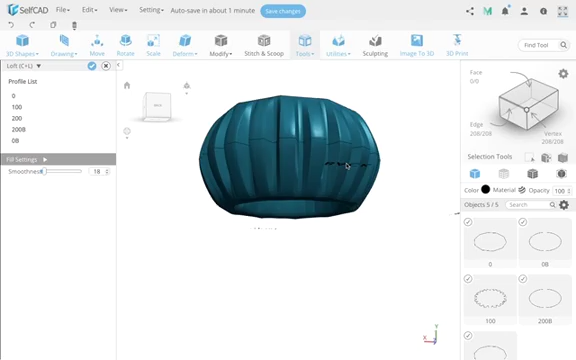 SELFCAD File Edit View Setting Auto-save in about 1 minute Save changes
3D Shapes Drawing Move Rotate Scale Deform Modify Stitch & Scoop Tools Utilities Sculpting Image To 3D 3D Print Find Tool
Loft (C+L)
Profile List
0
100
200
200B
0B
Fill Settings
Smoothness 18
BACK
Y
X
Face
0/0
Edge
208/208
Vertex
208/208
Selection Tools
Color Material Opacity 100
Objects 5 / 5 Search
0 0B
100 200B